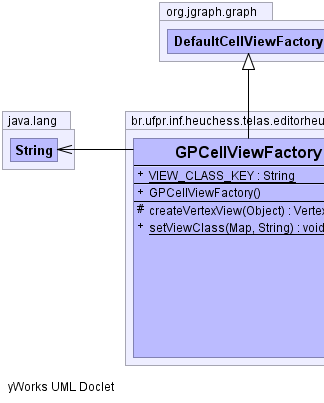 org.jgraph.graph
DefaultCellViewFactory
java.lang
String
br.ufpr.inf.heuchess.telas.editorheu
GPCellViewFactory
+ VIEW_CLASS_KEY : String
+ GPCellViewFactory()
# createVertexView(Object) : Vertex
+ setViewClass(Map, String) : void
yWorks UML Doclet